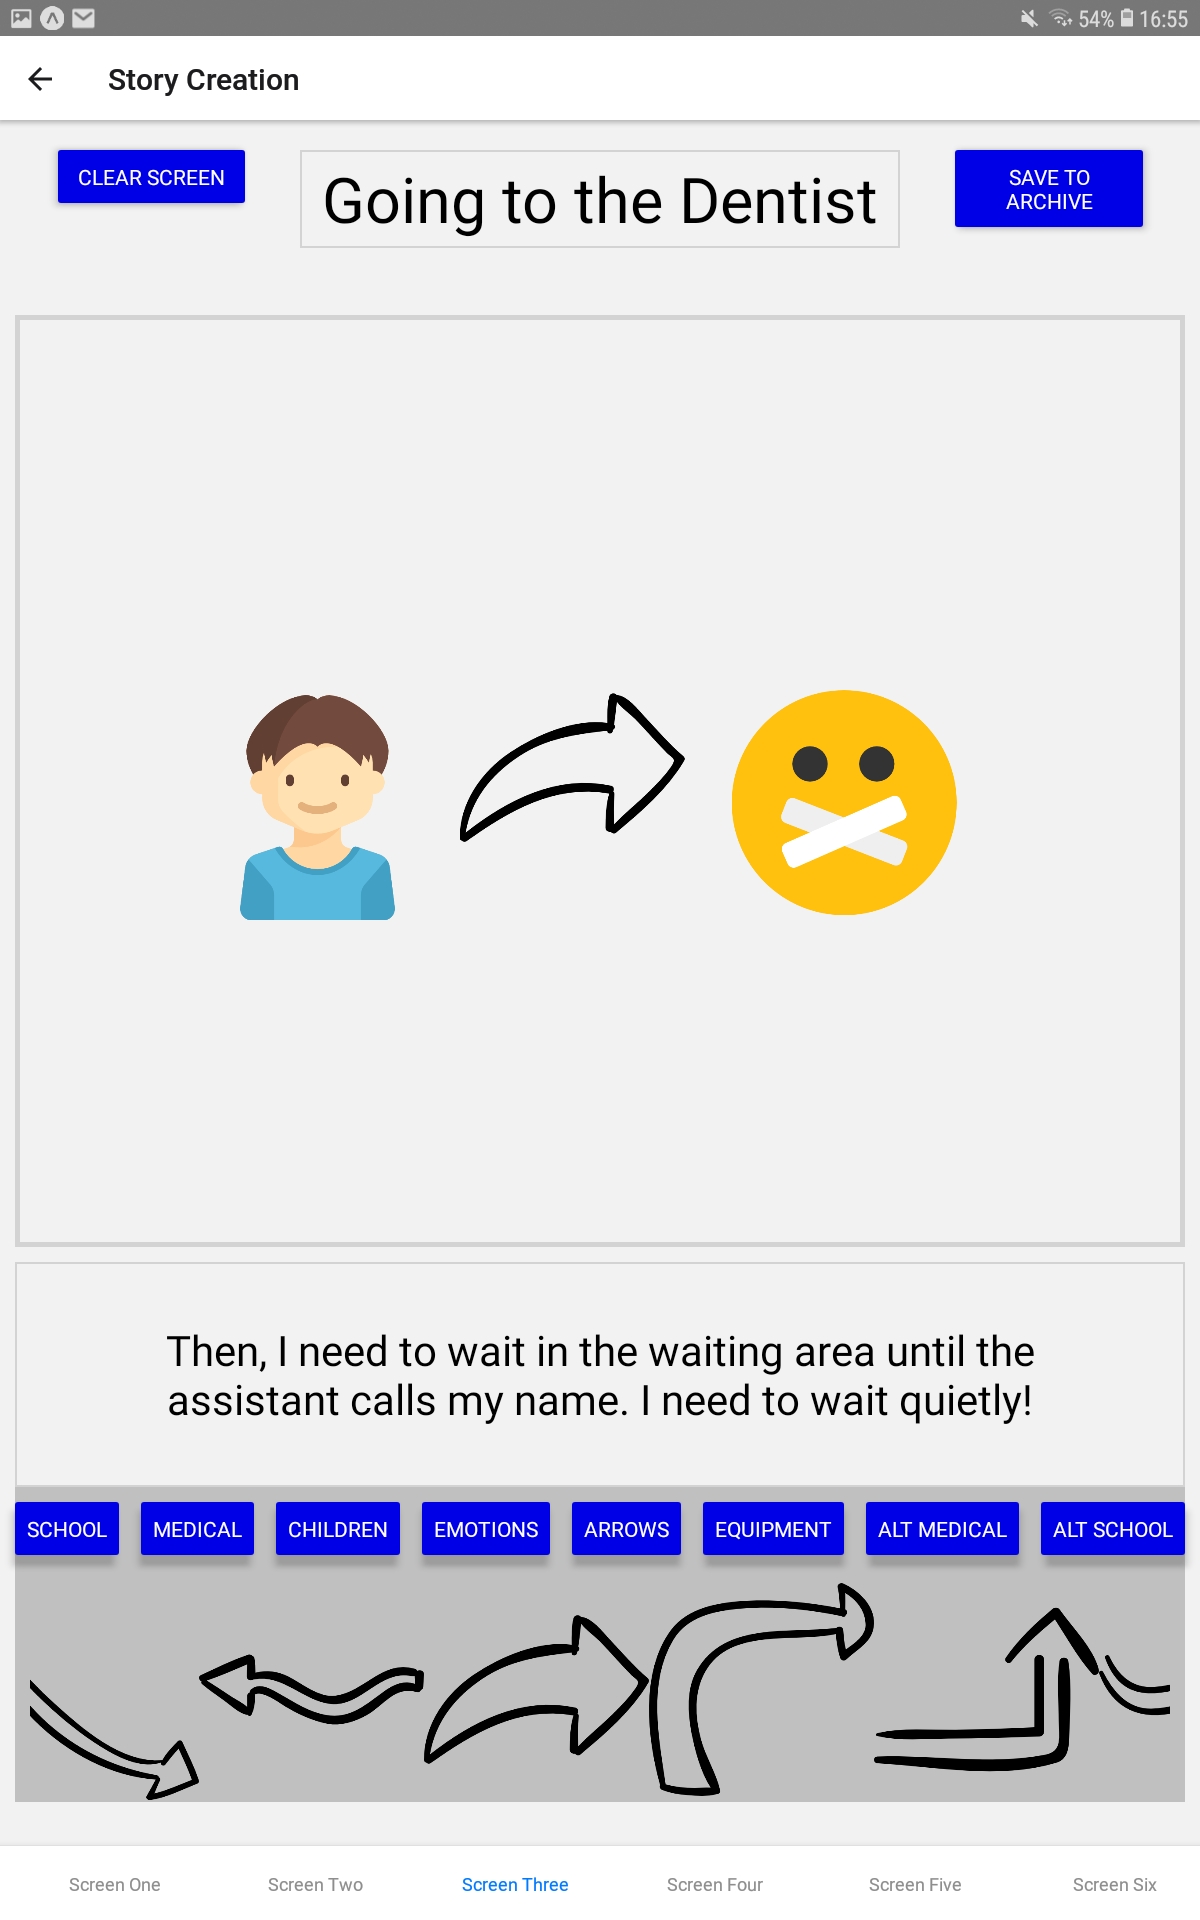 54% 16:55
Story Creation
CLEAR SCREEN
Going to the Dentist
SAVE TO
ARCHIVE
Then, I need to wait in the waiting area until the
assistant calls my name. I need to wait quietly!
SCHOOL MEDICAL CHILDREN EMOTIONS ARROWS EQUIPMENT ALT MEDICAL ALT SCHOOL
Screen One Screen Two Screen Three Screen Four Screen Five Screen Six